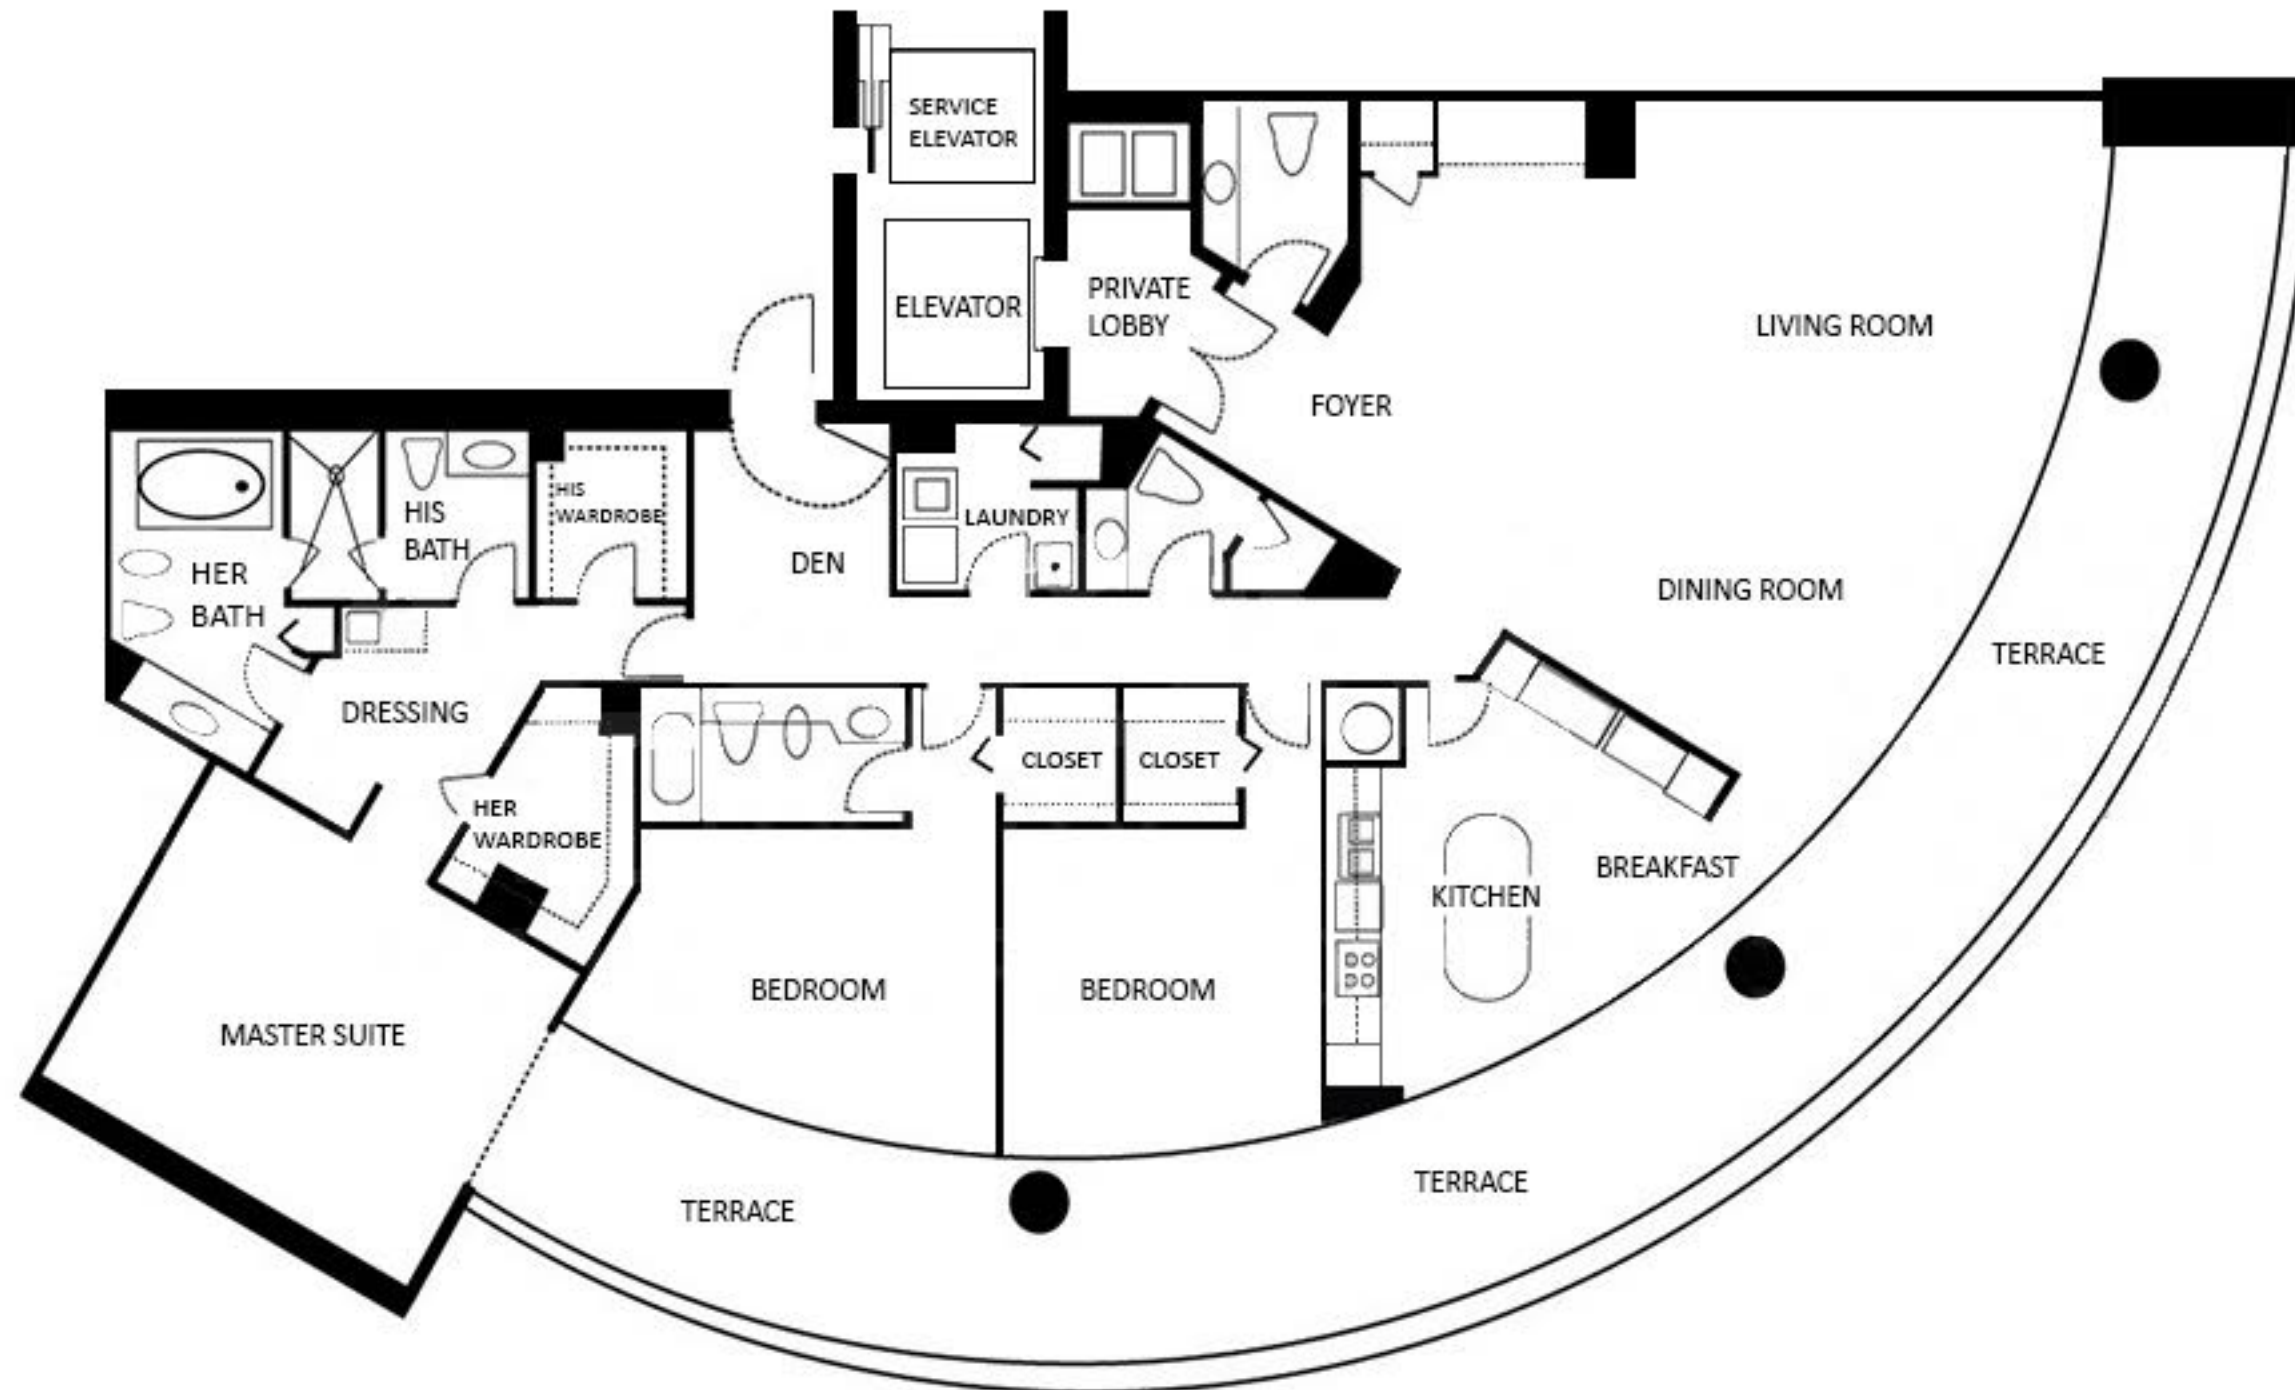 SERVICE
ELEVATOR
ELEVATOR
PRIVATE
LOBBY
LIVING ROOM
FOYER
HIS
BATH
HIS
WARDROBE
LAUNDRY
DEN
HER
BATH
DINING ROOM
TERRACE
DRESSING
CLOSET
CLOSET
HER
WARDROBE
BREAKFAST
KITCHEN
BEDROOM
BEDROOM
MASTER SUITE
TERRACE
TERRACE